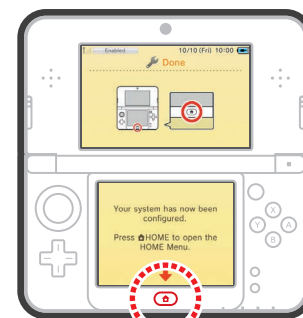 Enabled 10/10 (Fri) 10:00
Done
Your system has now been
configured.
Press HOME to open the
HOME Menu.
X
Y A
B